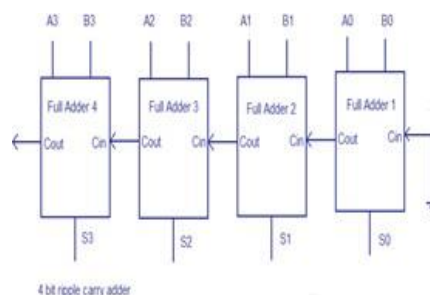 A3 B3 A2 B2 A1 B1 A0 B0
Full Adder 4 Full Adder 3 Full Adder 2 Full Adder 1
Cout Cin Cout Cin Cout Cin Cout Cin
S3 S2 S1 S0
4 bit ripple carry adder